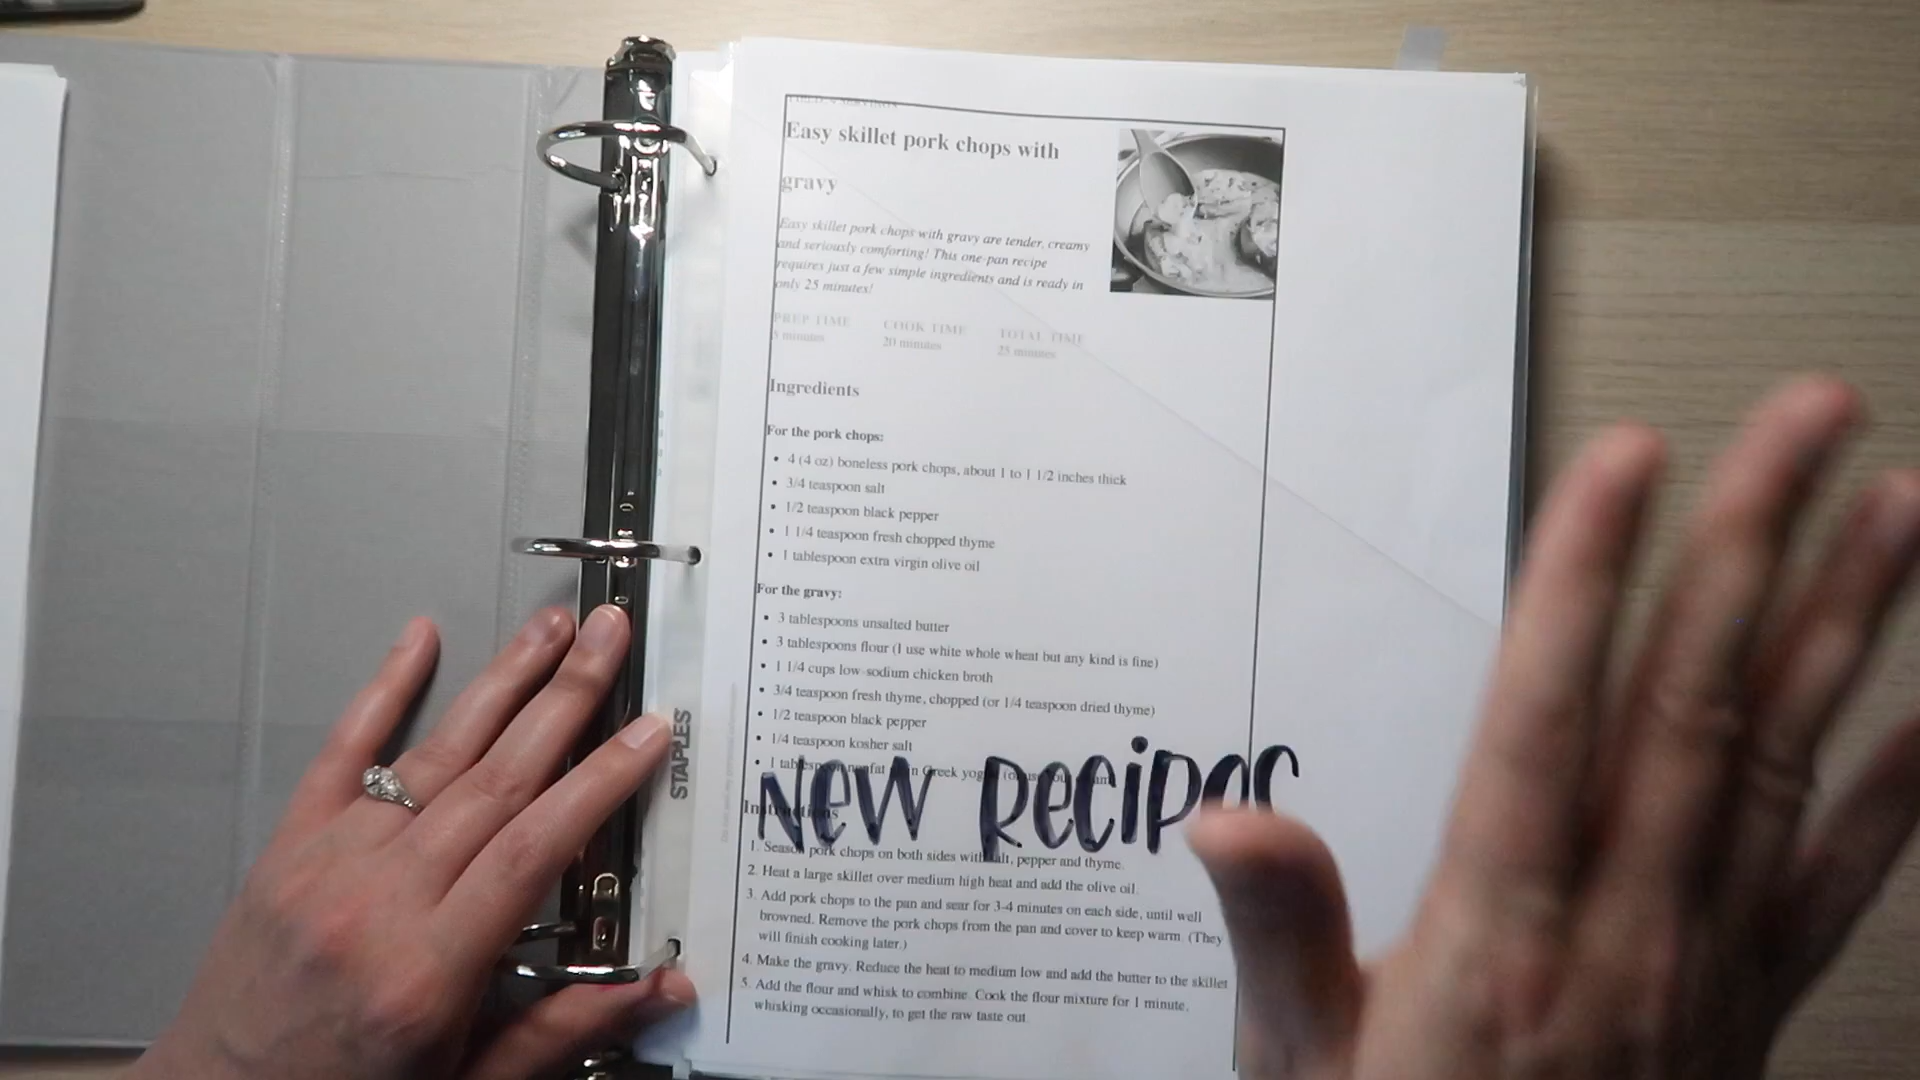 Easy skillet pork chops with
gravy
Easy skillet pork chops with gravy are tender, creamy
and seriously comforting! This one-pan recipe
requires just a few simple ingredients and is ready in
only 25 minutes!
PREP TIME COOK TIME TOTAL TIME
5 minutes 20 minutes 25 minutes
Ingredients
For the pork chops:
• 4 (4 oz) boneless pork chops, about 1 to 1 1/2 inches thick
• 3/4 teaspoon salt
• 1/2 teaspoon black pepper
• 1 1/4 teaspoon fresh chopped thyme
• 1 tablespoon extra virgin olive oil
For the gravy:
• 3 tablespoons unsalted butter
• 3 tablespoons flour (I use white whole wheat but any kind is fine)
• 1 1/4 cups low-sodium chicken broth
• 3/4 teaspoon fresh thyme, chopped (or 1/4 teaspoon dried thyme)
• 1/2 teaspoon black pepper
• 1/4 teaspoon kosher salt
• 1 tablespoon nonfat Greek
New Recipes
Instructions
1. Season pork chops on both sides with salt, pepper and thyme.
2. Heat a large skillet over medium high heat and add the olive oil.
3. Add pork chops to the pan and sear for 3-4 minutes on each side, until well
browned. Remove the pork chops from the pan and cover to keep warm. (They
will finish cooking later.)
4. Make the gravy. Reduce the heat to medium low and add the butter to the skillet
5. Add the flour and whisk to combine. Cook the flour mixture for 1 minute,
whisking occasionally, to get the raw taste out.
STAPLES